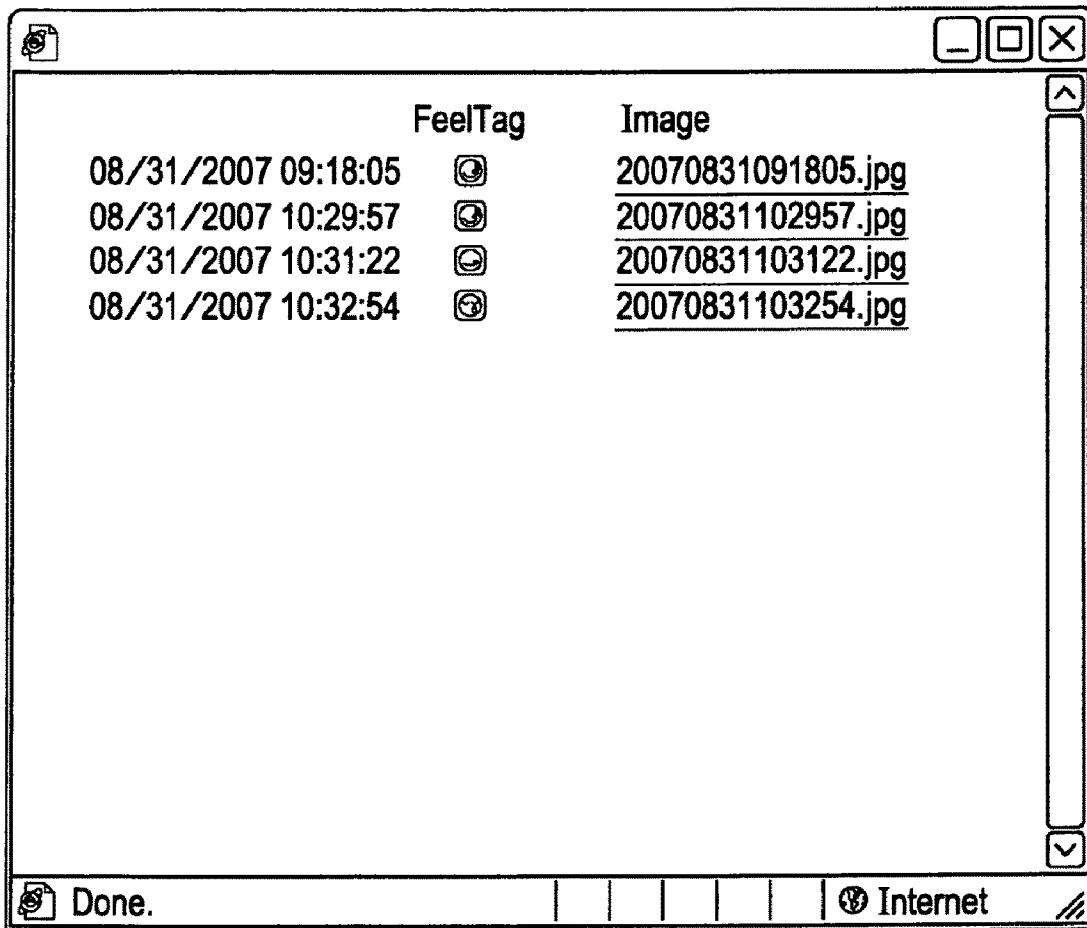 FeelTag Image
08/31/2007 09:18:05 20070831091805.jpg
08/31/2007 10:29:57 20070831102957.jpg
08/31/2007 10:31:22 20070831103122.jpg
08/31/2007 10:32:54 20070831103254.jpg
Done. Internet